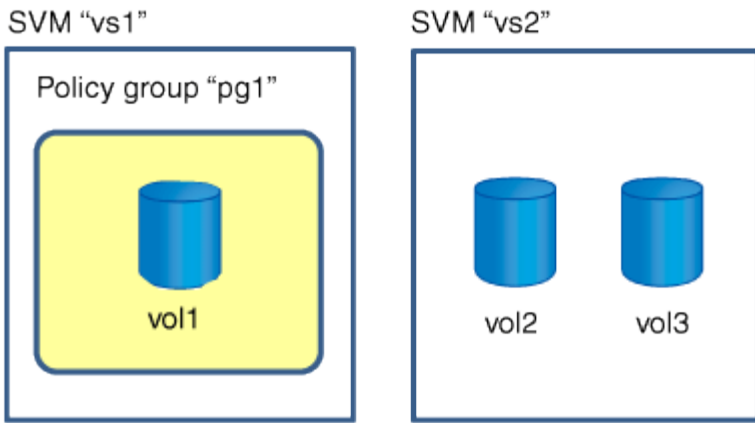 SVM “vs1”
Policy group “pg1”
vol1
SVM “vs2”
vol2
vol3